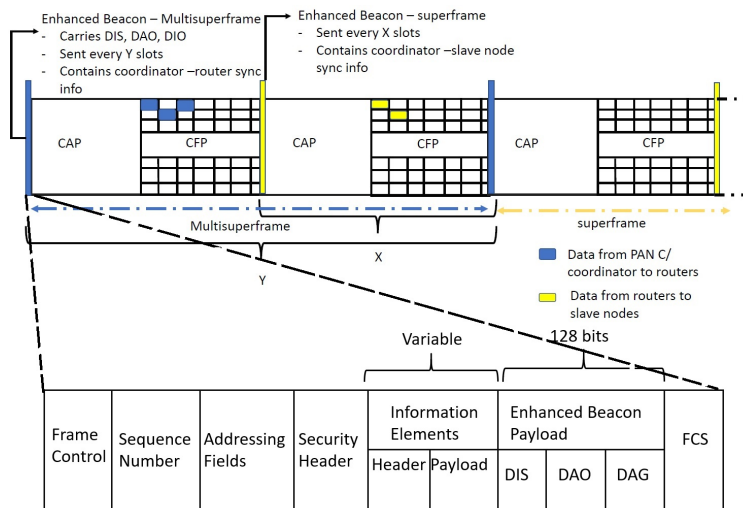 Enhanced Beacon – Multisuperframe
- Carries DIS, DAO, DIO
- Sent every Y slots
- Contains coordinator –router sync
info
Enhanced Beacon – superframe
- Sent every X slots
- Contains coordinator –slave node
sync info
CAP
CFP
CAP
CFP
CAP
CFP
Multisuperframe
superframe
X
Y
Data from PAN C/
coordinator to routers
Data from routers to
slave nodes
Variable
128 bits
Frame
Control
Sequence
Number
Addressing
Fields
Security
Header
Information
Elements
Header
Payload
Enhanced Beacon
Payload
DIS
DAO
DAG
FCS